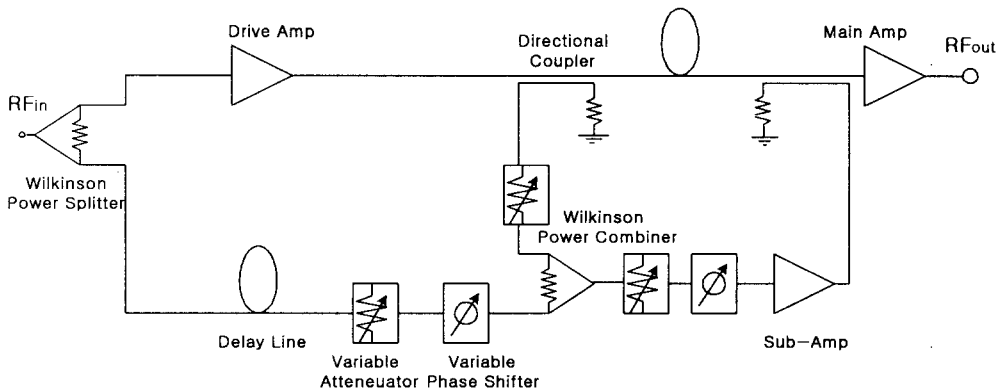 Drive Amp
Directional
Coupler
Main Amp
RFout
RFin
Wilkinson
Power Splitter
Wilkinson
Power Combiner
Delay Line
Variable
Atteneuator
Variable
Phase Shifter
Sub-Amp